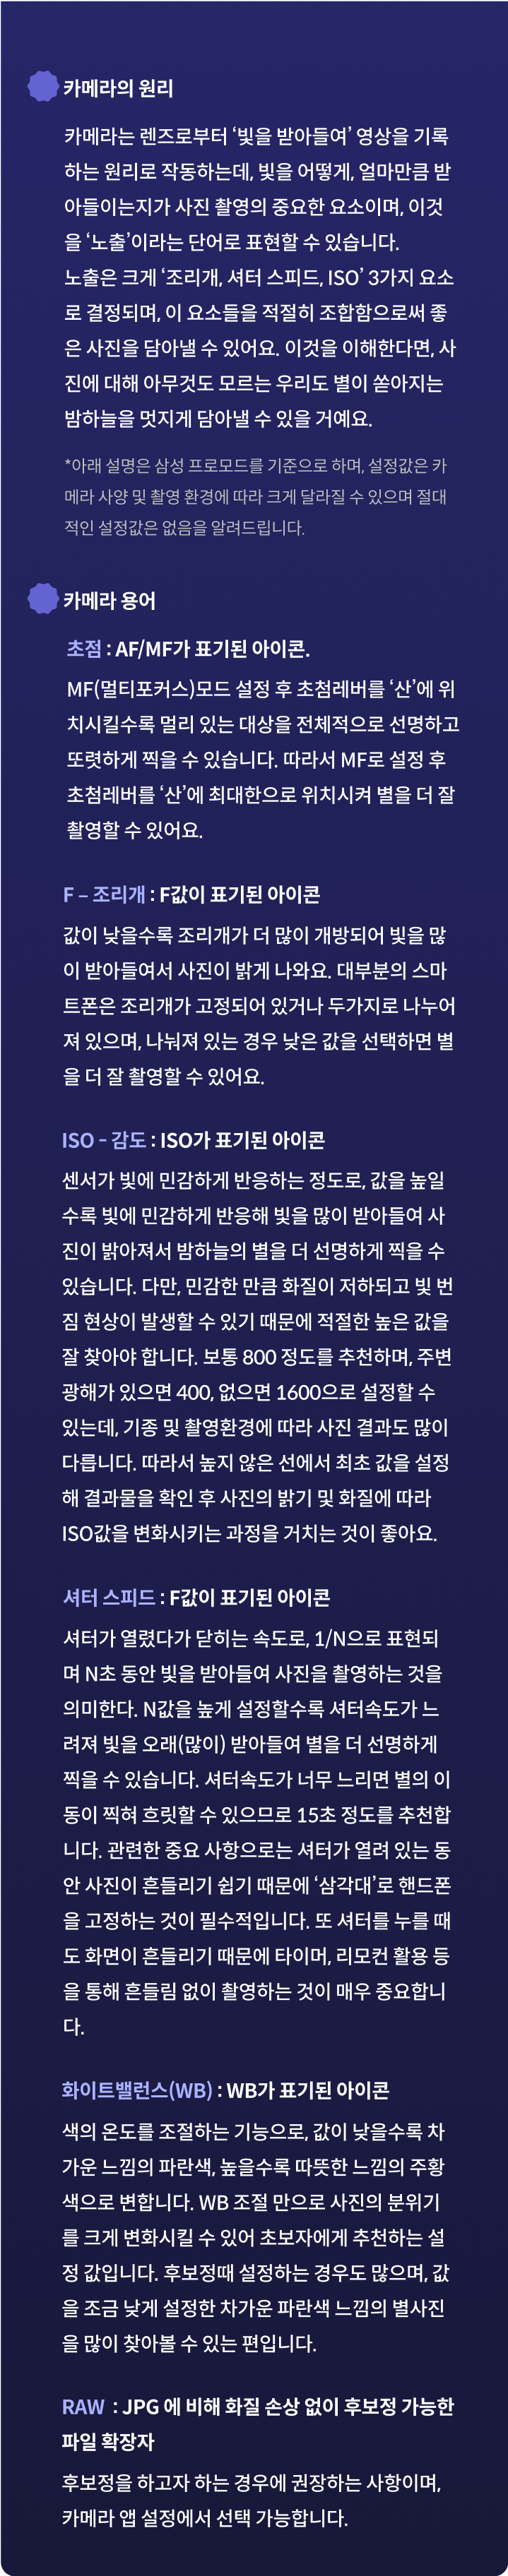 카메라의 원리
카메라는 렌즈로부터 ‘빛을 받아들여’ 영상을 기록
하는 원리로 작동하는데, 빛을 어떻게, 얼마만큼 받
아들이는지가 사진 촬영의 중요한 요소이며, 이것
을 ‘노출’이라는 단어로 표현할 수 있습니다.
노출은 크게 ‘조리개, 셔터 스피드, ISO’ 3가지 요소
로 결정되며, 이 요소들을 적절히 조합함으로써 좋
은 사진을 담아낼 수 있어요. 이것을 이해한다면, 사
진에 대해 아무것도 모르는 우리도 별이 쏟아지는
밤하늘을 멋지게 담아낼 수 있을 거예요.
*아래 설명은 삼성 프로모드를 기준으로 하며, 설정값은 카
메라 사양 및 촬영 환경에 따라 크게 달라질 수 있으며 절대
적인 설정값은 없음을 알려드립니다.
카메라 용어
초점 : AF/MF가 표기된 아이콘.
MF(멀티포커스)모드 설정 후 초첨레버를 ‘산’에 위
치시킬수록 멀리 있는 대상을 전체적으로 선명하고
또렷하게 찍을 수 있습니다. 따라서 MF로 설정 후
초첨레버를 ‘산’에 최대한으로 위치시켜 별을 더 잘
촬영할 수 있어요.
F – 조리개 : F값이 표기된 아이콘
값이 낮을수록 조리개가 더 많이 개방되어 빛을 많
이 받아들여서 사진이 밝게 나와요. 대부분의 스마
트폰은 조리개가 고정되어 있거나 두가지로 나누어
져 있으며, 나눠져 있는 경우 낮은 값을 선택하면 별
을 더 잘 촬영할 수 있어요.
ISO - 감도 : ISO가 표기된 아이콘
센서가 빛에 민감하게 반응하는 정도로, 값을 높일
수록 빛에 민감하게 반응해 빛을 많이 받아들여 사
진이 밝아져서 밤하늘의 별을 더 선명하게 찍을 수
있습니다. 다만, 민감한 만큼 화질이 저하되고 빛 번
짐 현상이 발생할 수 있기 때문에 적절한 높은 값을
잘 찾아야 합니다. 보통 800 정도를 추천하며, 주변
광해가 있으면 400, 없으면 1600으로 설정할 수
있는데, 기종 및 촬영환경에 따라 사진 결과도 많이
다릅니다. 따라서 높지 않은 선에서 최초 값을 설정
해 결과물을 확인 후 사진의 밝기 및 화질에 따라
ISO값을 변화시키는 과정을 거치는 것이 좋아요.
셔터 스피드 : F값이 표기된 아이콘
셔터가 열렸다가 닫히는 속도로, 1/N으로 표현되
며 N초 동안 빛을 받아들여 사진을 촬영하는 것을
의미한다. N값을 높게 설정할수록 셔터속도가 느
려져 빛을 오래(많이) 받아들여 별을 더 선명하게
찍을 수 있습니다. 셔터속도가 너무 느리면 별의 이
동이 찍혀 흐릿할 수 있으므로 15초 정도를 추천합
니다. 관련한 중요 사항으로는 셔터가 열려 있는 동
안 사진이 흔들리기 쉽기 때문에 ‘삼각대’로 핸드폰
을 고정하는 것이 필수적입니다. 또 셔터를 누를 때
도 화면이 흔들리기 때문에 타이머, 리모컨 활용 등
을 통해 흔들림 없이 촬영하는 것이 매우 중요합니
다.
화이트밸런스(WB) : WB가 표기된 아이콘
색의 온도를 조절하는 기능으로, 값이 낮을수록 차
가운 느낌의 파란색, 높을수록 따뜻한 느낌의 주황
색으로 변합니다. WB 조절 만으로 사진의 분위기
를 크게 변화시킬 수 있어 초보자에게 추천하는 설
정 값입니다. 후보정때 설정하는 경우도 많으며, 값
을 조금 낮게 설정한 차가운 파란색 느낌의 별사진
을 많이 찾아볼 수 있는 편입니다.
RAW : JPG 에 비해 화질 손상 없이 후보정 가능한
파일 확장자
후보정을 하고자 하는 경우에 권장하는 사항이며,
카메라 앱 설정에서 선택 가능합니다.